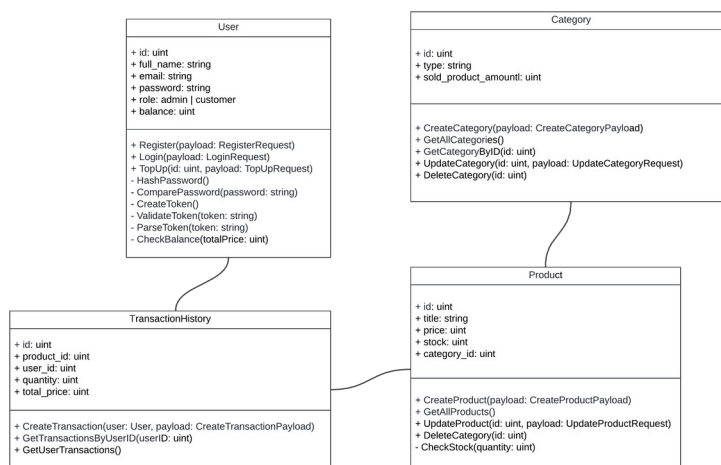 User
+ id: uint
+ full_name: string
+ email: string
+ password: string
+ role: admin | customer
+ balance: uint
+ Register(payload: RegisterRequest)
+ Login(payload: LoginRequest)
+ TopUp(id: uint, payload: TopUpRequest)
- HashPassword()
- ComparePassword(password: string)
- CreateToken()
- ValidateToken(token: string)
- ParseToken(token: string)
- CheckBalance(totalPrice: uint)
Category
+ id: uint
+ type: string
+ sold_product_amountl: uint
+ CreateCategory(payload: CreateCategoryPayload)
+ GetAllCategories()
+ GetCategoryByID(id: uint)
+ UpdateCategory(id: uint, payload: UpdateCategoryRequest)
+ DeleteCategory(id: uint)
TransactionHistory
+ id: uint
+ product_id: uint
+ user_id: uint
+ quantity: uint
+ total_price: uint
+ CreateTransaction(user: User, payload: CreateTransactionPayload)
+ GetTransactionsByUserID(userID: uint)
+ GetUserTransactions()
Product
+ id: uint
+ title: string
+ price: uint
+ stock: uint
+ category_id: uint
+ CreateProduct(payload: CreateProductPayload)
+ GetAllProducts()
+ UpdateProduct(id: uint, payload: UpdateProductRequest)
+ DeleteCategory(id: uint)
- CheckStock(quantity: uint)